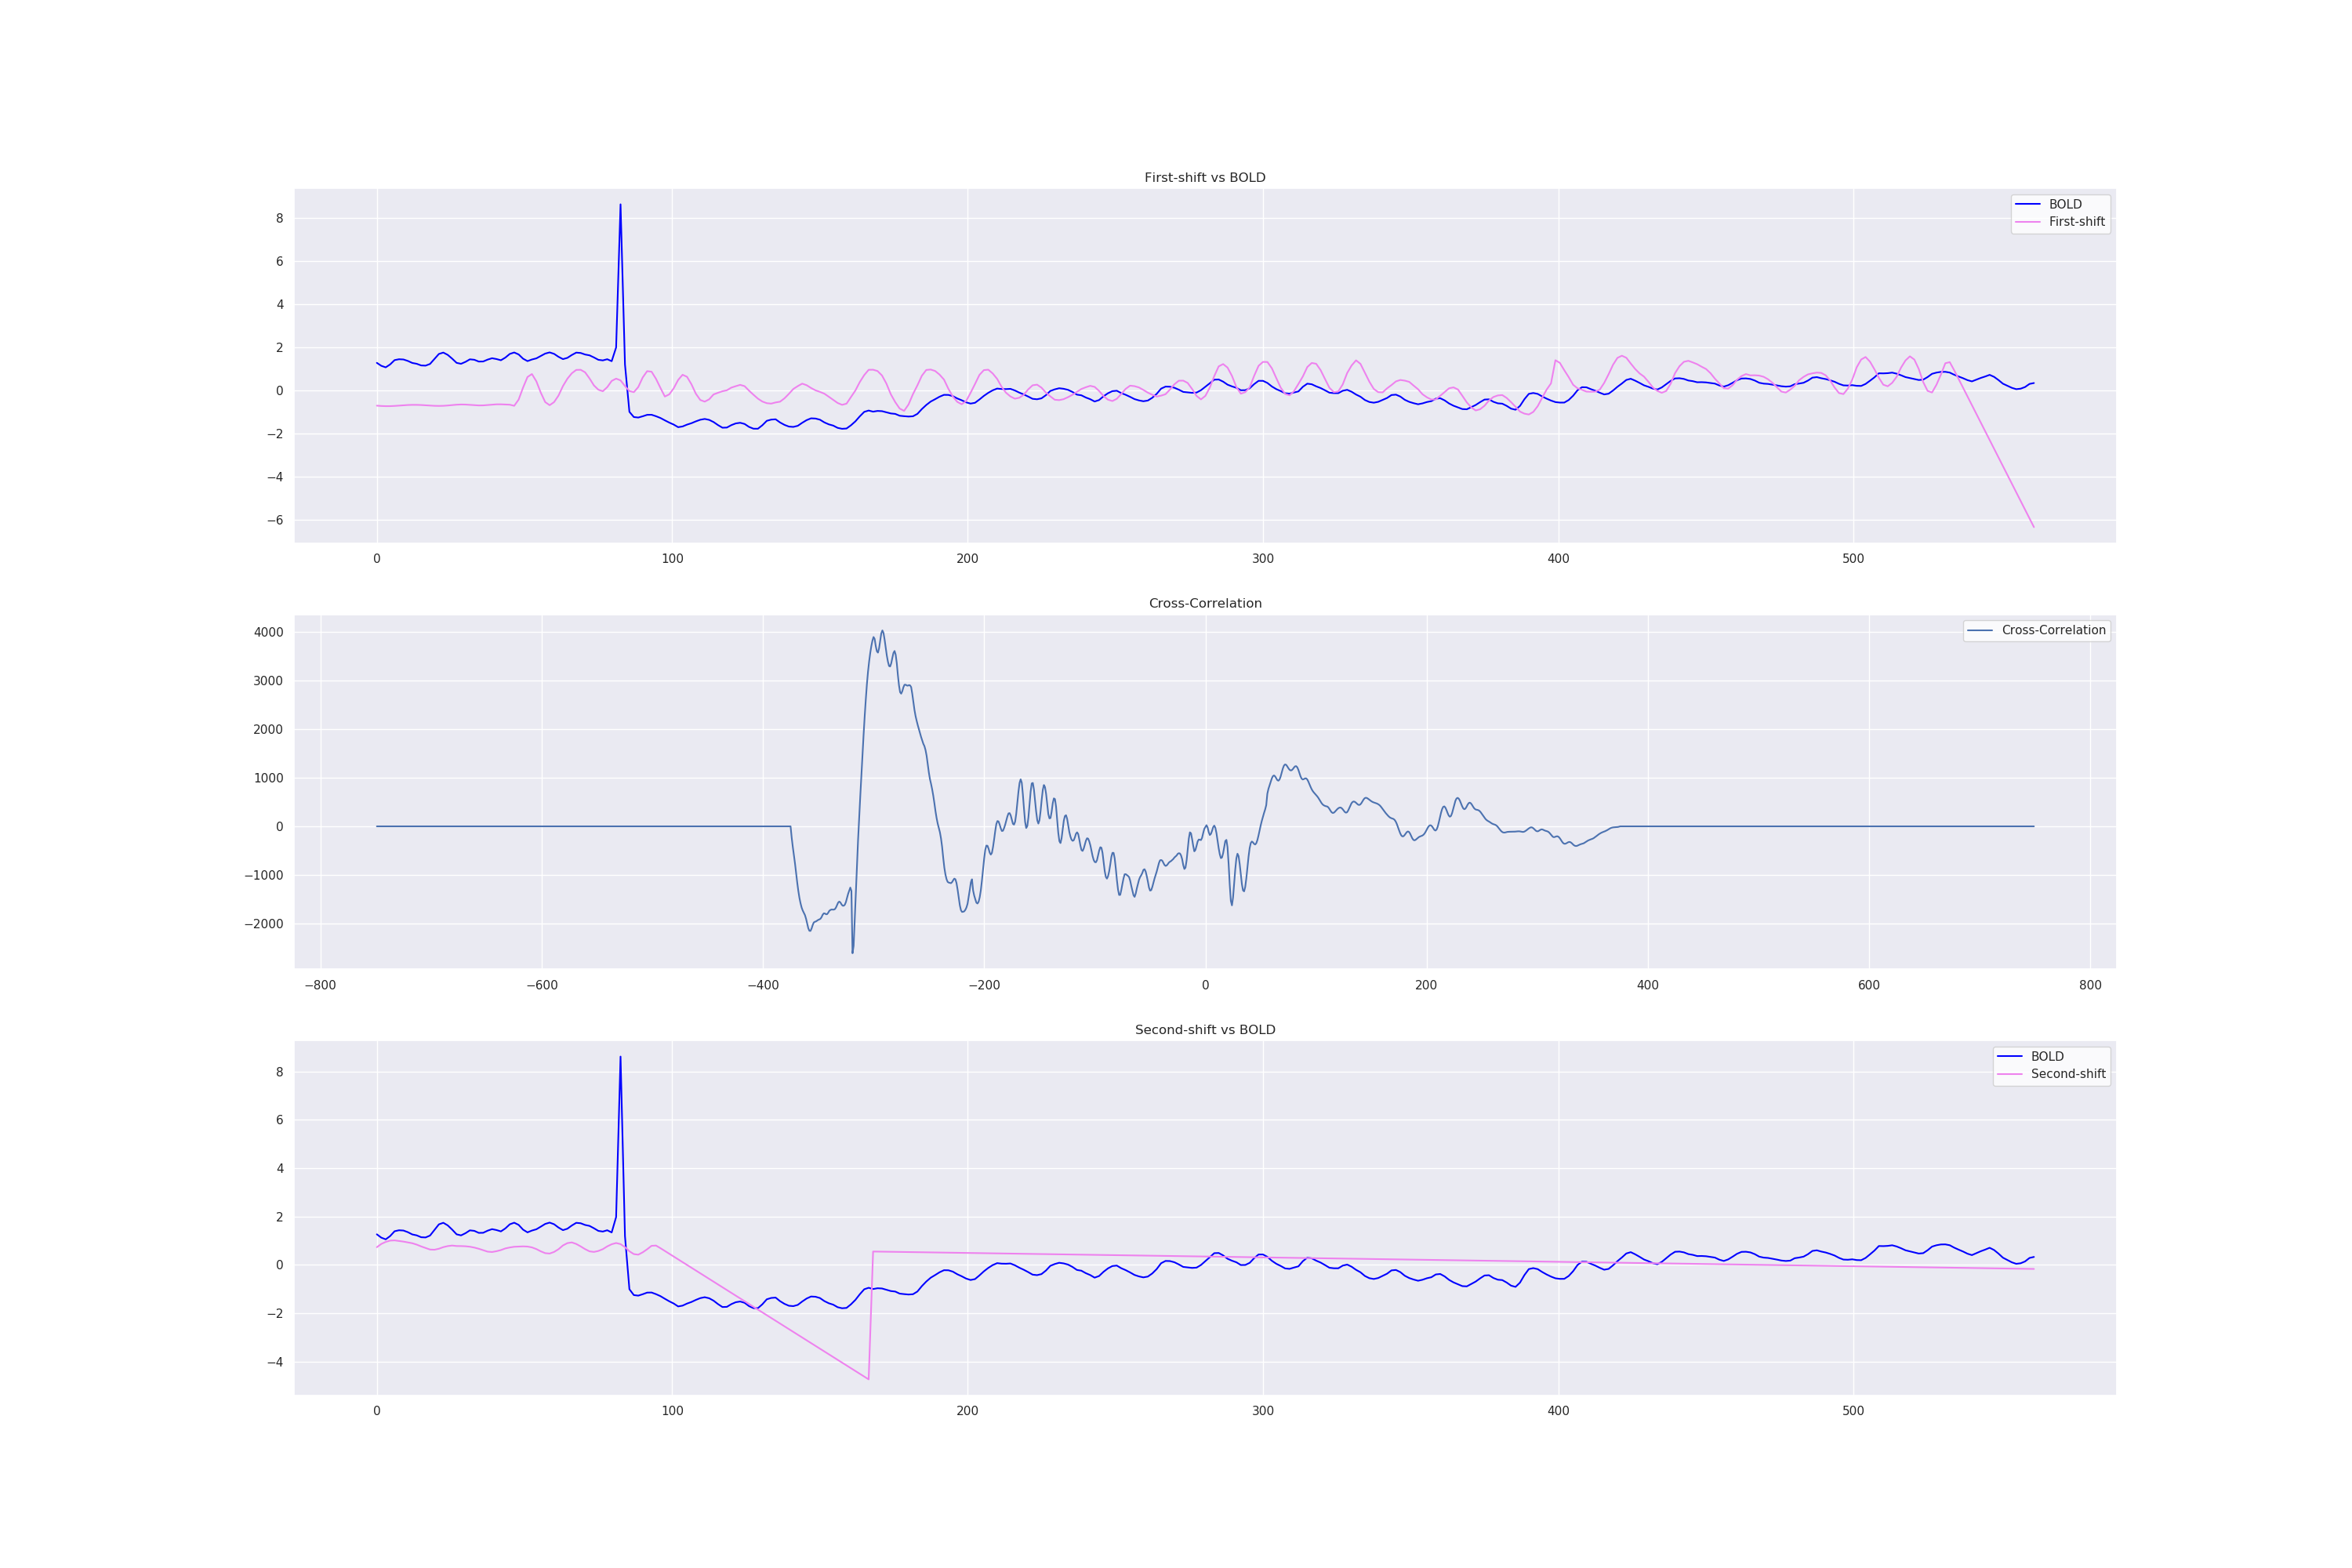 First-shift vs BOLD
BOLD
First-shift
8
6
4
2
0
−2
−4
−6
0 100 200 300 400 500
Cross-Correlation
Cross-Correlation
4000
3000
2000
1000
0
−1000
−2000
−800 −600 −400 −200 0 200 400 600 800
Second-shift vs BOLD
BOLD
Second-shift
8
6
4
2
0
−2
−4
0 100 200 300 400 500